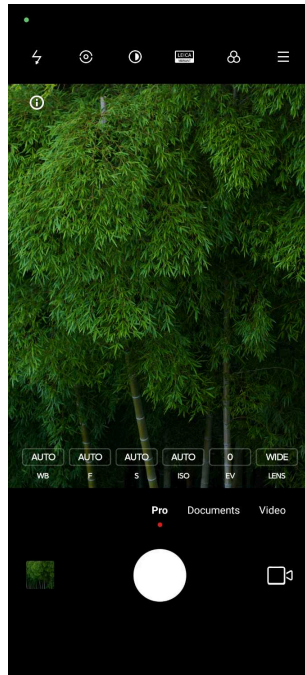 LEICA
AUTO AUTO AUTO AUTO 0 WIDE
WB F S ISO EV LENS
Pro Documents Video